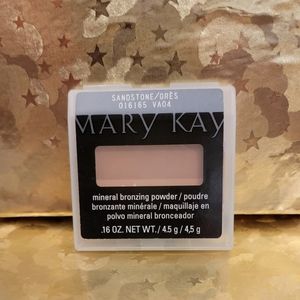 SANDSTONE/GRÈS
016165 VA04
MARY KAY
mineral bronzing powder / poudre
bronzante minérale / maquillaje en
polvo mineral bronceador
.16 OZ. NET WT. / 4.5 g / 4,5 g